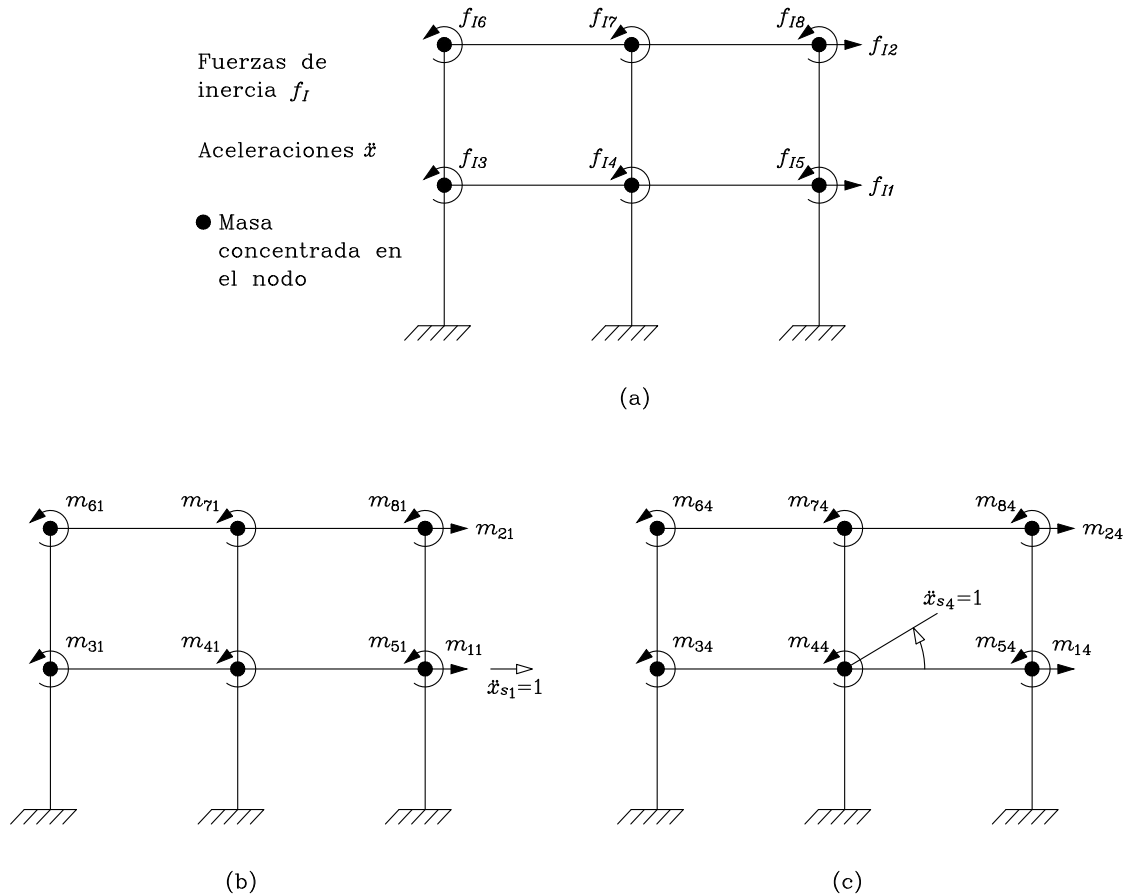 f_I6 f_I7 f_I8
f_I2
Fuerzas de
inercia f_I
Aceleraciones ẍ
f_I3 f_I4 f_I5
f_I1
Masa
concentrada en
el nodo
(a)
m_61 m_71 m_81
m_21
m_31 m_41 m_51 m_11
ẍ_s1=1
(b)
m_64 m_74 m_84
m_24
ẍ_s4=1
m_34 m_44 m_54 m_14
(c)